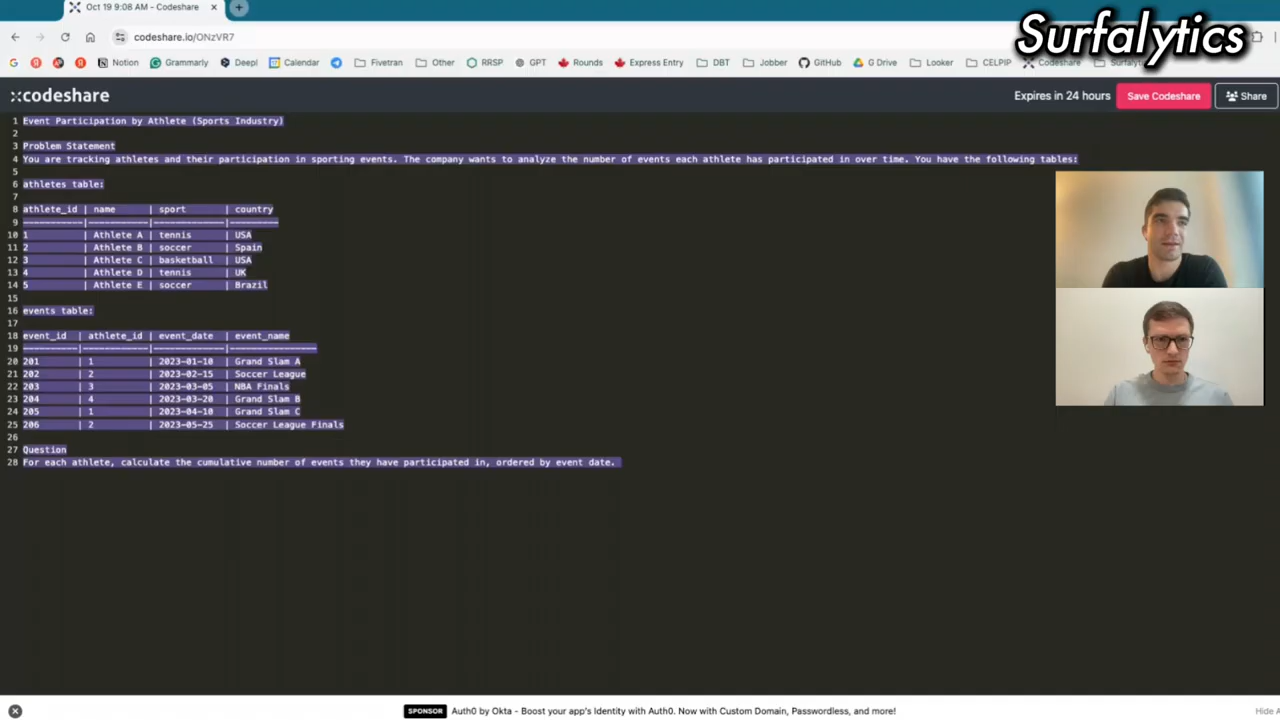 Oct 19 9:08 AM - Codeshare
Surfalytics
codeshare.io/ONzVR7
Notion Grammarly Deepl Calendar Fivetran Other RRSP GPT Rounds Express Entry DBT Jobber GitHub G Drive Looker CELPIP Codeshare
codeshare
Expires in 24 hours Save Codeshare Share
1 Event Participation by Athlete (Sports Industry)
2
3 Problem Statement
4 You are tracking athletes and their participation in sporting events. The company wants to analyze the number of events each athlete has participated in over time. You have the following tables:
5
6 athletes table:
7
8 athlete_id | name | sport | country
9 -----------|-----------|------------|---------
10 1 | Athlete A | tennis | USA
11 2 | Athlete B | soccer | Spain
12 3 | Athlete C | basketball | USA
13 4 | Athlete D | tennis | UK
14 5 | Athlete E | soccer | Brazil
15
16 events table:
17
18 event_id | athlete_id | event_date | event_name
19 ----------|------------|------------|----------------
20 201 | 1 | 2023-01-10 | Grand Slam A
21 202 | 2 | 2023-02-15 | Soccer League
22 203 | 3 | 2023-03-05 | NBA Finals
23 204 | 4 | 2023-03-20 | Grand Slam B
24 205 | 1 | 2023-04-10 | Grand Slam C
25 206 | 2 | 2023-05-25 | Soccer League Finals
26
27 Question
28 For each athlete, calculate the cumulative number of events they have participated in, ordered by event date.
SPONSOR Auth0 by Okta - Boost your app's Identity with Auth0. Now with Custom Domain, Passwordless, and more!
Hide